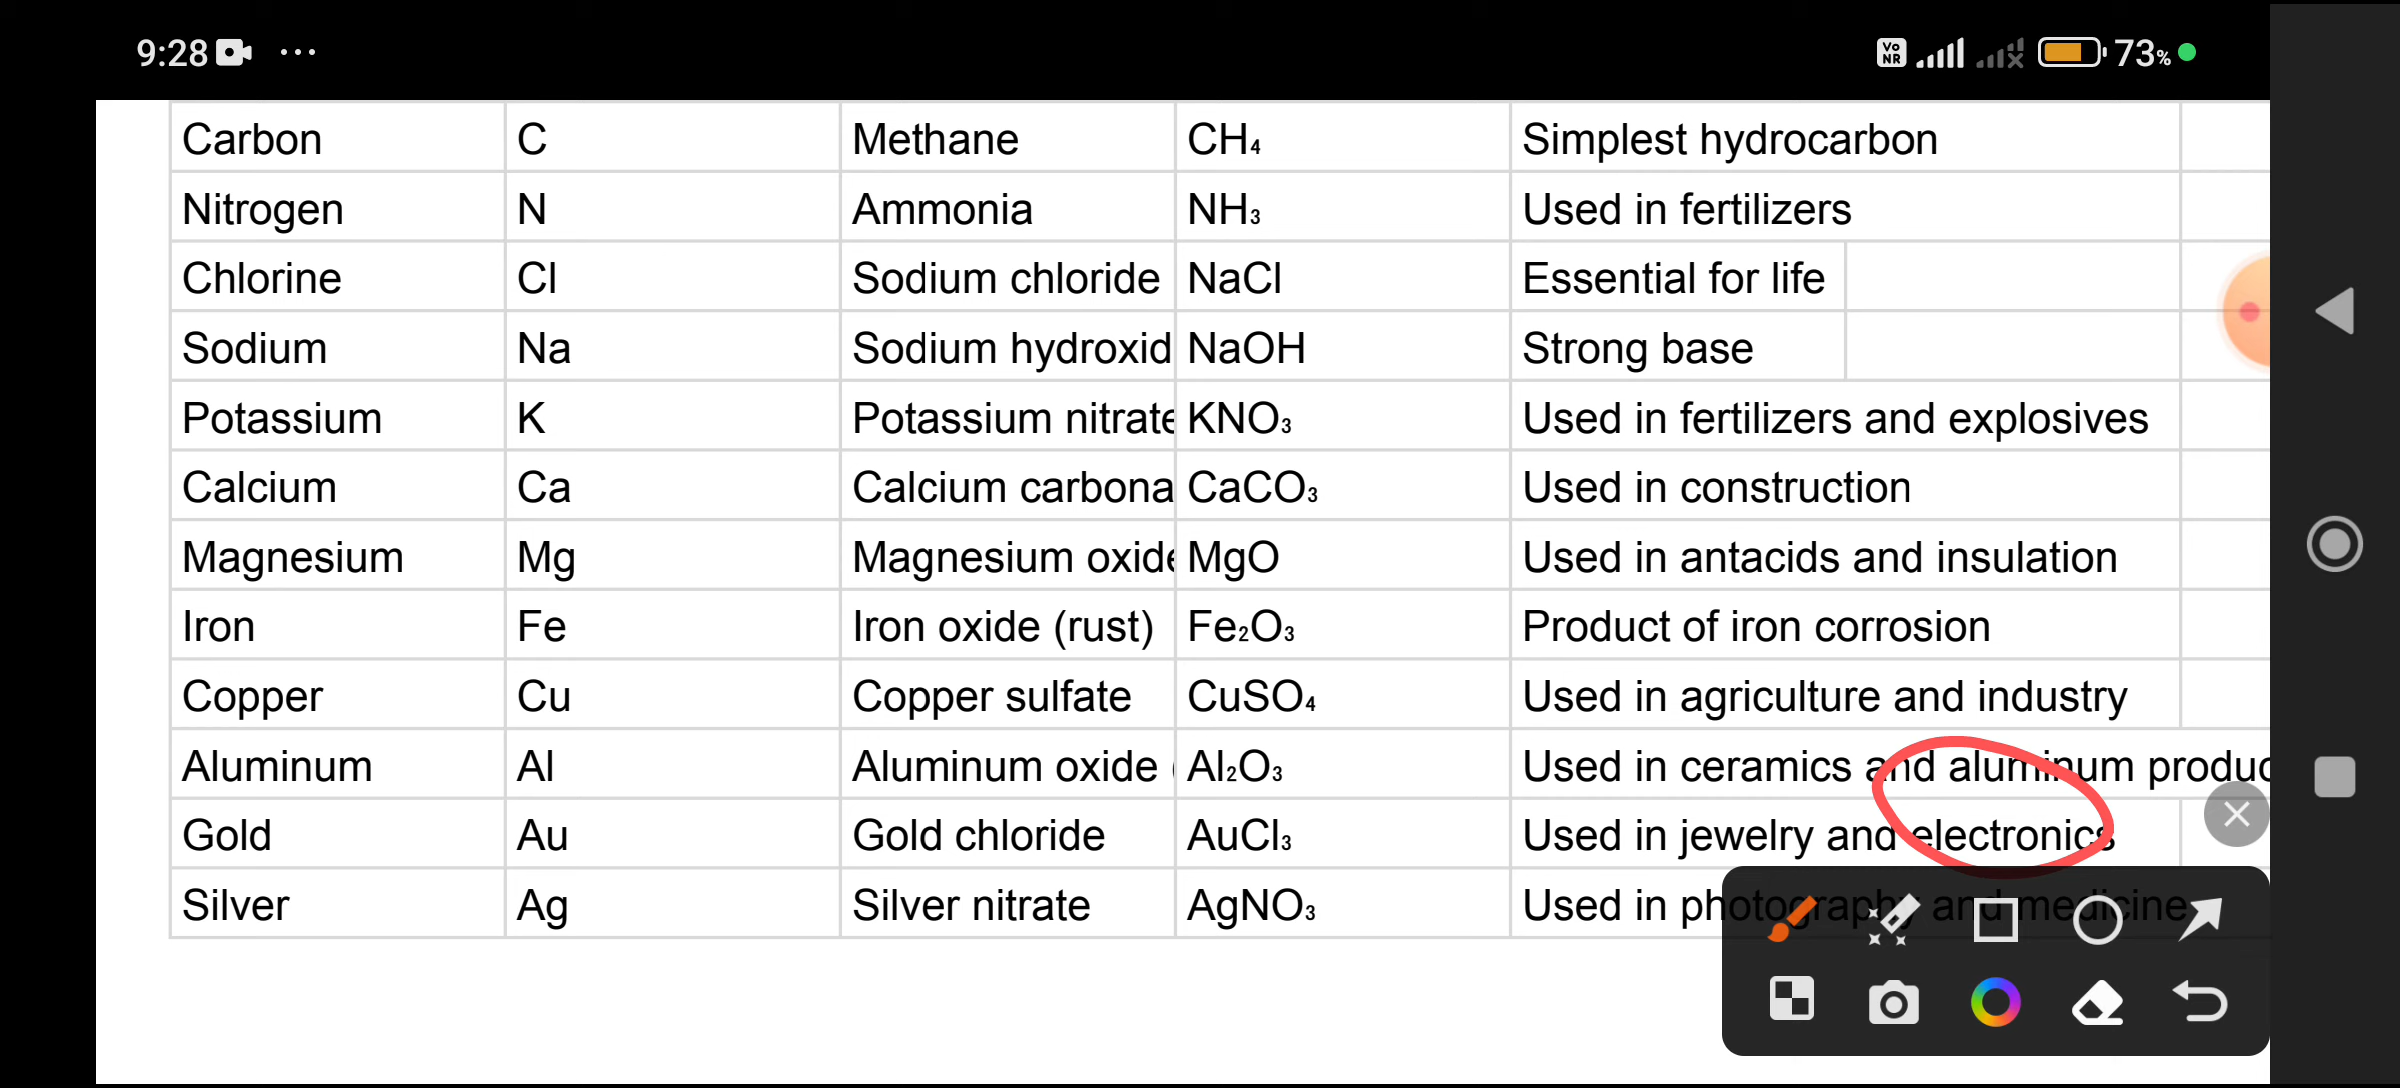 9:28 ... Vo NR 73%
Carbon C Methane CH₄ Simplest hydrocarbon
Nitrogen N Ammonia NH₃ Used in fertilizers
Chlorine Cl Sodium chloride NaCl Essential for life
Sodium Na Sodium hydroxid NaOH Strong base
Potassium K Potassium nitrate KNO₃ Used in fertilizers and explosives
Calcium Ca Calcium carbona CaCO₃ Used in construction
Magnesium Mg Magnesium oxide MgO Used in antacids and insulation
Iron Fe Iron oxide (rust) Fe₂O₃ Product of iron corrosion
Copper Cu Copper sulfate CuSO₄ Used in agriculture and industry
Aluminum Al Aluminum oxide ( Al₂O₃ Used in ceramics and aluminum produc
Gold Au Gold chloride AuCl₃ Used in jewelry and electronics
Silver Ag Silver nitrate AgNO₃ Used in photography and medicine